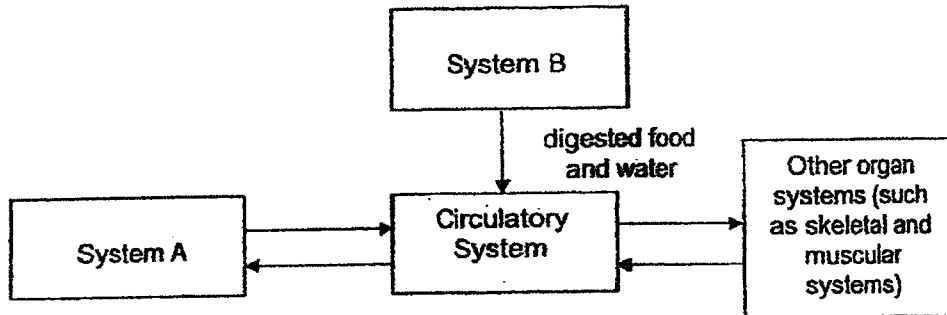 System B
digested food
and water
System A
Circulatory
System
Other organ
systems (such
as skeletal and
muscular
systems)